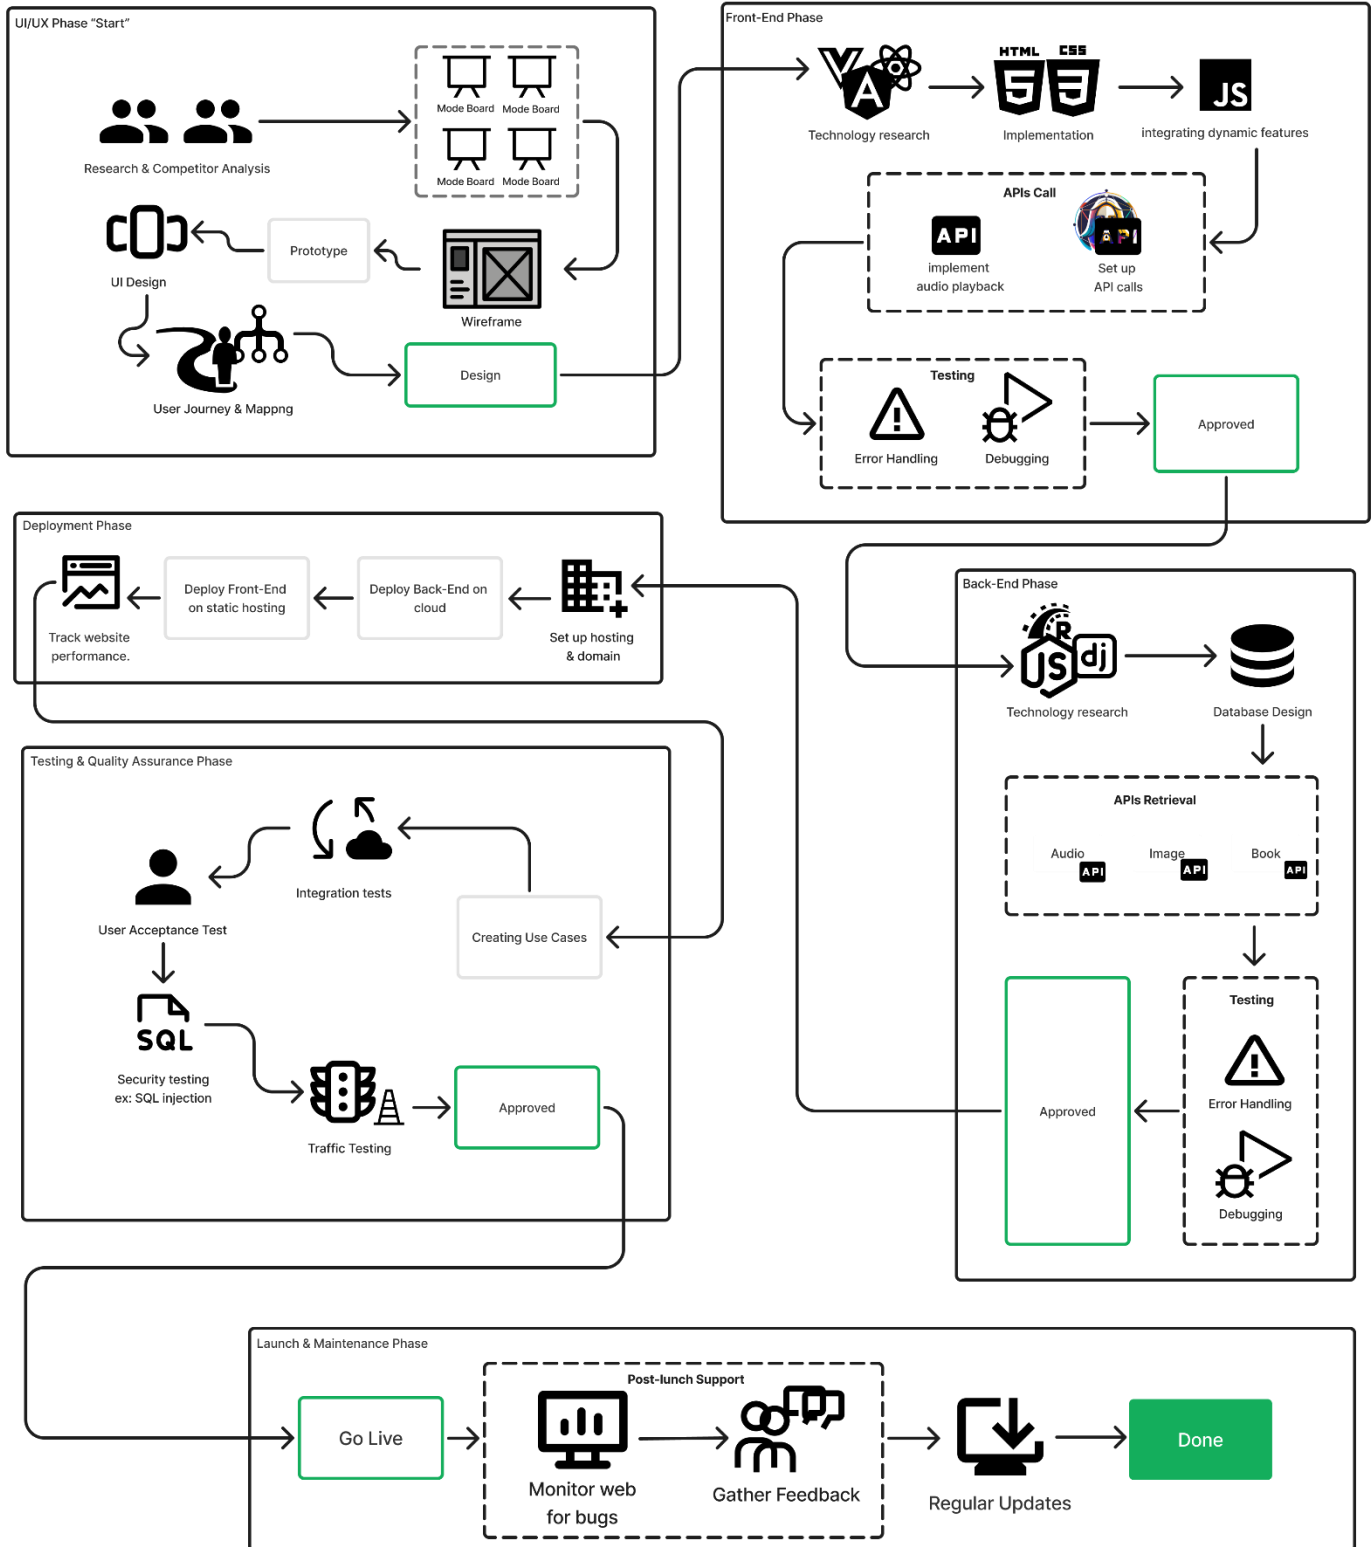 UI/UX Phase “Start”
Research & Competitor Analysis
Mode Board
Mode Board
Mode Board
Mode Board
Wireframe
Prototype
UI Design
User Journey & Mappng
Design
Front-End Phase
Technology research
HTML
CSS
Implementation
JS
integrating dynamic features
APIs Call
API
implement
audio playback
API
Set up
API calls
Testing
Error Handling
Debugging
Approved
Back-End Phase
R
JS
dj
Technology research
Database Design
APIs Retrieval
Audio
API
Image
API
Book
API
Testing
Error Handling
Debugging
Approved
Deployment Phase
Set up hosting
& domain
Deploy Back-End on
cloud
Deploy Front-End
on static hosting
Track website
performance.
Testing & Quality Assurance Phase
Creating Use Cases
Integration tests
User Acceptance Test
SQL
Security testing
ex: SQL injection
Traffic Testing
Approved
Launch & Maintenance Phase
Go Live
Post-lunch Support
Monitor web
for bugs
Gather Feedback
Regular Updates
Done